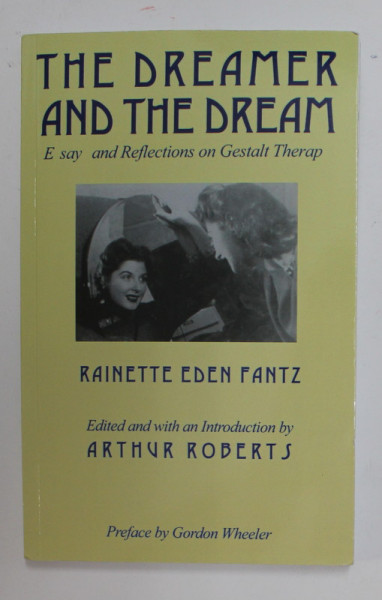 THE DREAMER
AND THE DREAM
E say and Reflections on Gestalt Therap
RAINETTE EDEN FANTZ
Edited and with an Introduction by
ARTHUR ROBERTS
Preface by Gordon Wheeler